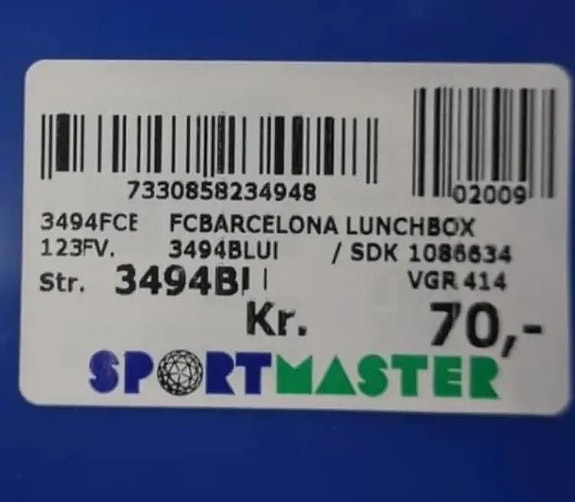 7330858234948
02009
3494FCE FCBARCELONA LUNCHBOX
123FV. 3494BLUI / SDK 1086634
Str. 3494BI I VGR 414
Kr. 70,-
SPORTMASTER